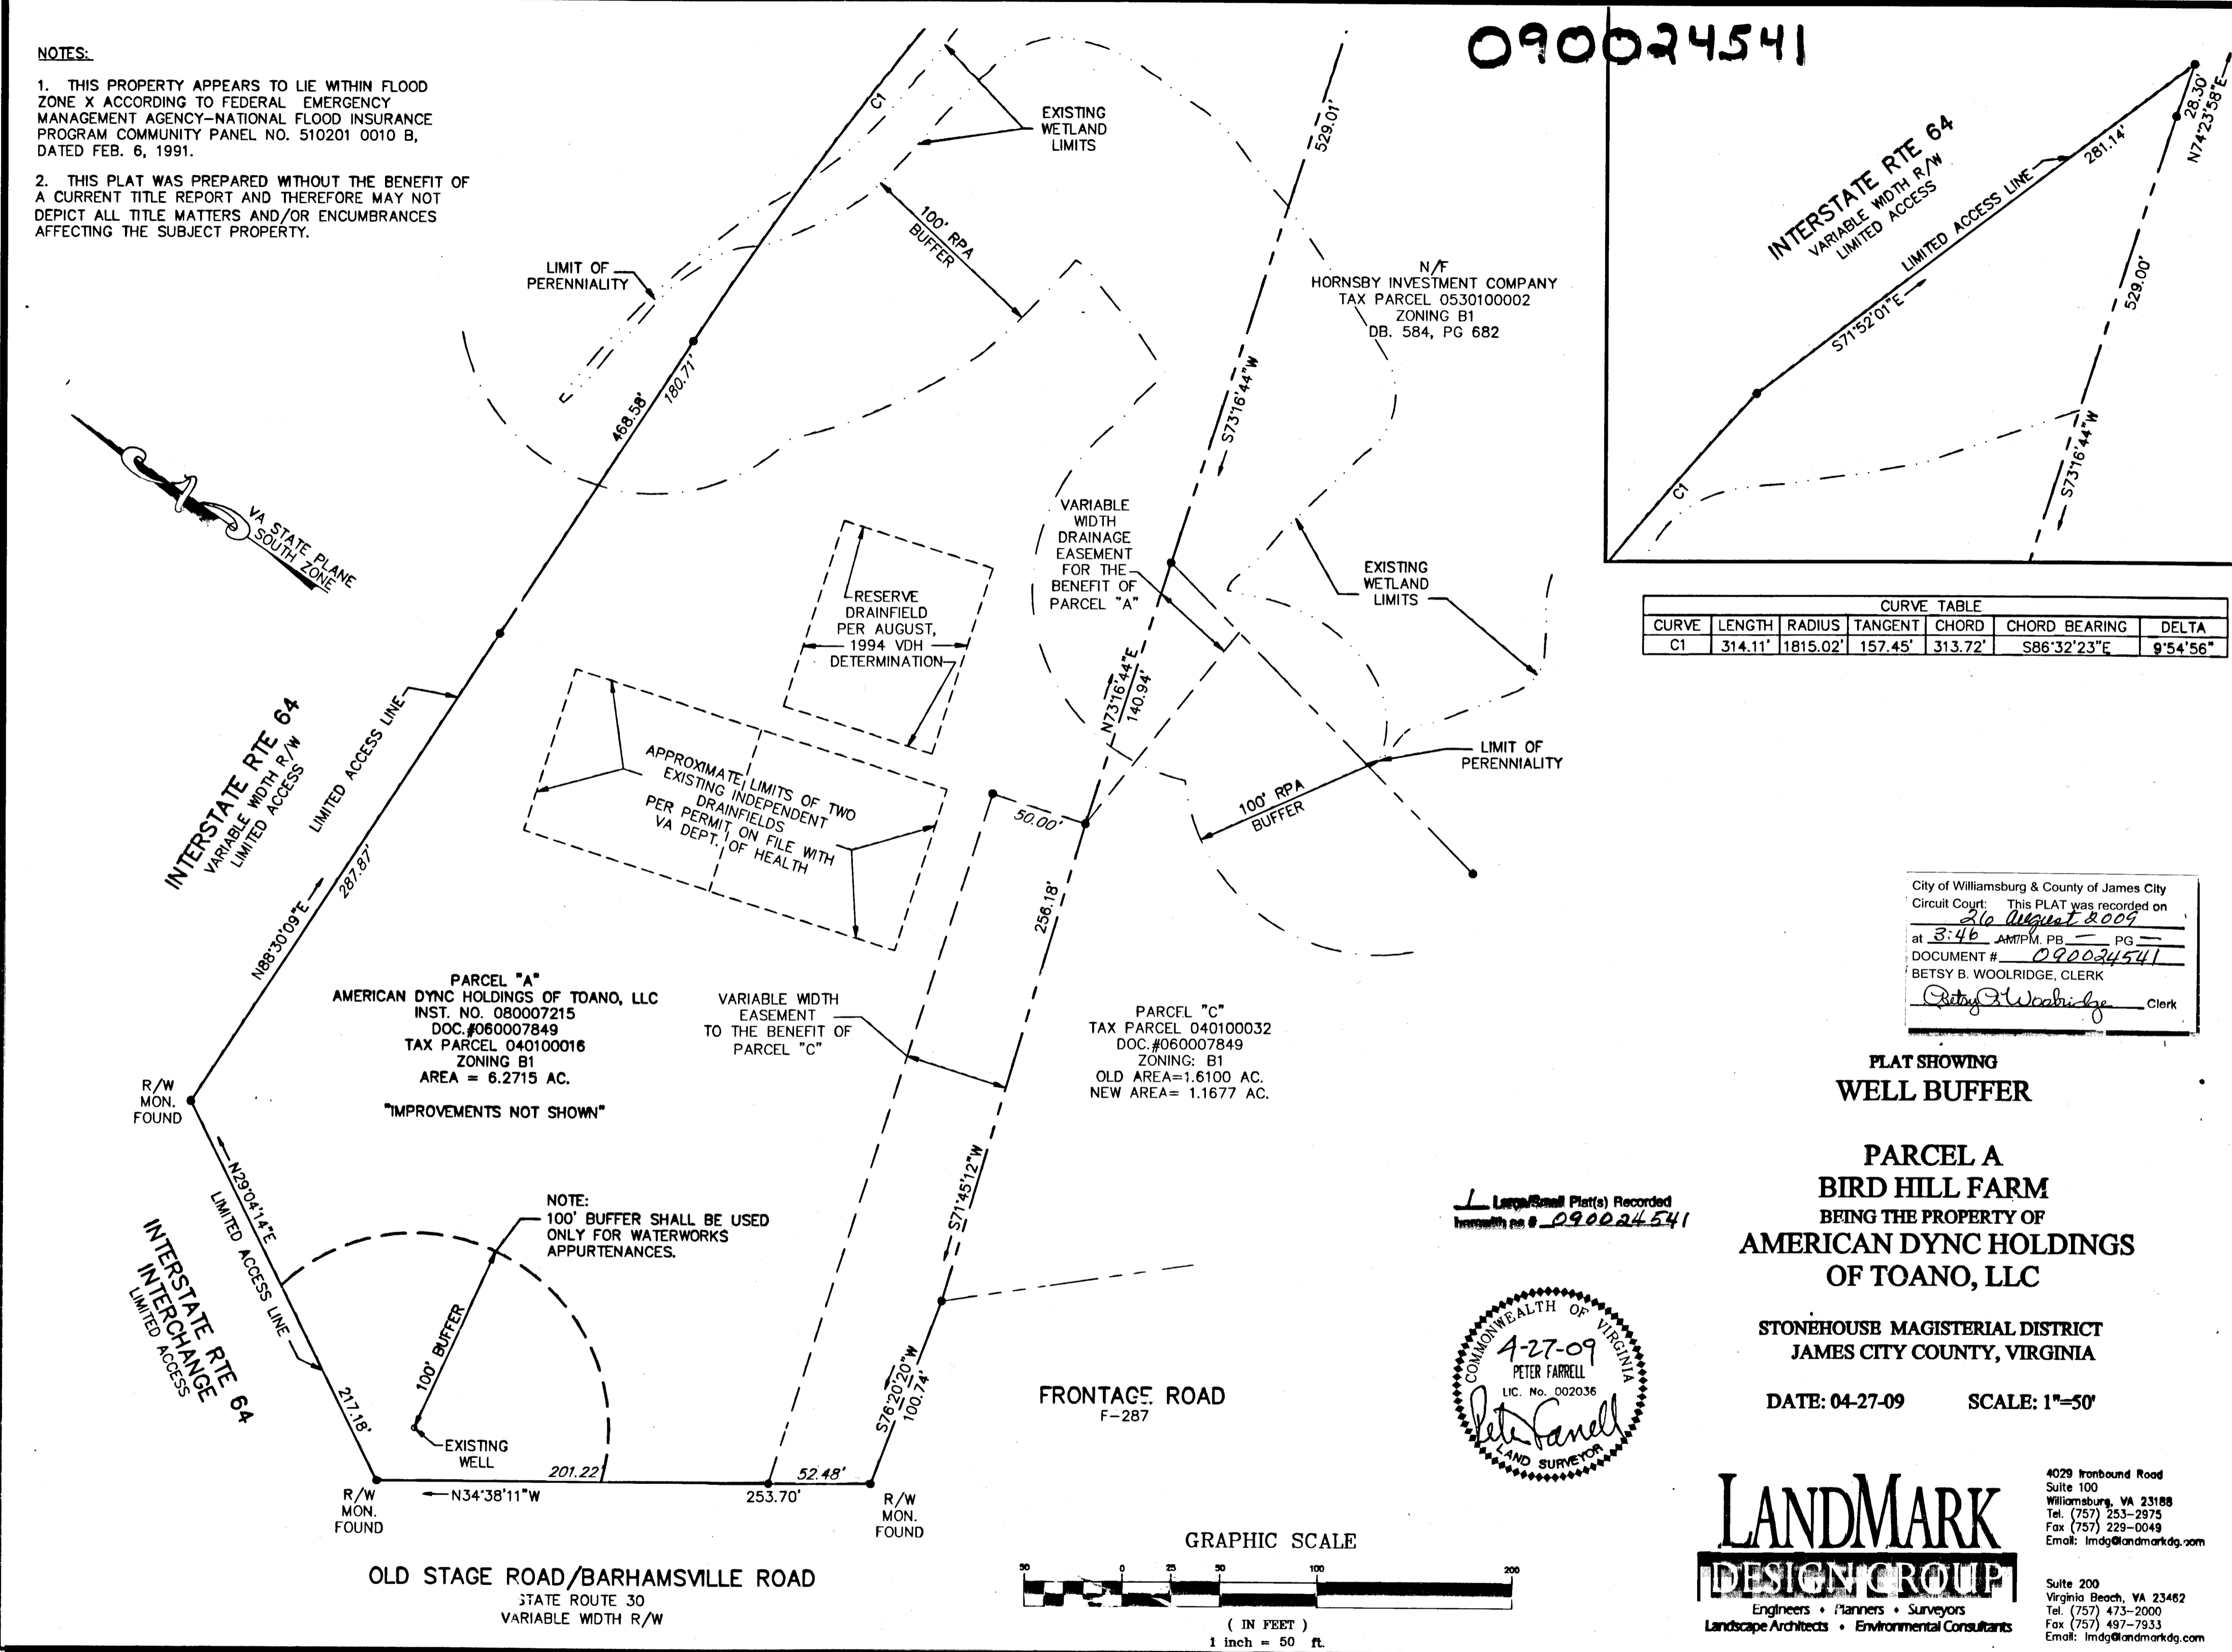 090024541
NOTES:
1. THIS PROPERTY APPEARS TO LIE WITHIN FLOOD
ZONE X ACCORDING TO FEDERAL EMERGENCY
MANAGEMENT AGENCY-NATIONAL FLOOD INSURANCE
PROGRAM COMMUNITY PANEL NO. 510201 0010 B,
DATED FEB. 6, 1991.
2. THIS PLAT WAS PREPARED WITHOUT THE BENEFIT OF
A CURRENT TITLE REPORT AND THEREFORE MAY NOT
DEPICT ALL TITLE MATTERS AND/OR ENCUMBRANCES
AFFECTING THE SUBJECT PROPERTY.
C1
EXISTING
WETLAND
LIMITS
529.01'
100' RPA
BUFFER
LIMIT OF
PERENNIALITY
N/F
HORNSBY INVESTMENT COMPANY
TAX PARCEL 0530100002
ZONING B1
DB. 584, PG 682
INTERSTATE RTE 64
VARIABLE WIDTH R/W
LIMITED ACCESS
LIMITED ACCESS LINE
281.14'
28.30'
N74°23'58"E
S71°52'01"E
529.00'
S73°16'44"W
C1
468.58'
180.71'
S73°16'44"W
VA STATE PLANE
SOUTH ZONE
VARIABLE
WIDTH
DRAINAGE
EASEMENT
FOR THE
BENEFIT OF
PARCEL "A"
RESERVE
DRAINFIELD
PER AUGUST,
1994 VDH
DETERMINATION
EXISTING
WETLAND
LIMITS
CURVE TABLE
CURVE LENGTH RADIUS TANGENT CHORD CHORD BEARING DELTA
C1 314.11' 1815.02' 157.45' 313.72' S86°32'23"E 9°54'56"
N73°16'44"E
140.94'
INTERSTATE RTE 64
VARIABLE WIDTH R/W
LIMITED ACCESS
LIMITED ACCESS LINE
APPROXIMATE LIMITS OF TWO
EXISTING INDEPENDENT
DRAINFIELDS
PER PERMIT ON FILE WITH
VA DEPT. OF HEALTH
LIMIT OF
PERENNIALITY
100' RPA
BUFFER
50.00'
287.87'
N88°30'09"E
256.18'
City of Williamsburg & County of James City
Circuit Court: This PLAT was recorded on
26 August 2009
at 3:46 AM/PM. PB — PG —
DOCUMENT # 090024541
BETSY B. WOOLRIDGE, CLERK
Betsy B Woolridge Clerk
PARCEL "A"
AMERICAN DYNC HOLDINGS OF TOANO, LLC
INST. NO. 080007215
DOC.#060007849
TAX PARCEL 040100016
ZONING B1
AREA = 6.2715 AC.
"IMPROVEMENTS NOT SHOWN"
VARIABLE WIDTH
EASEMENT
TO THE BENEFIT OF
PARCEL "C"
PARCEL "C"
TAX PARCEL 040100032
DOC.#060007849
ZONING: B1
OLD AREA=1.6100 AC.
NEW AREA= 1.1677 AC.
R/W
MON.
FOUND
PLAT SHOWING
WELL BUFFER
PARCEL A
BIRD HILL FARM
BEING THE PROPERTY OF
AMERICAN DYNC HOLDINGS
OF TOANO, LLC
STONEHOUSE MAGISTERIAL DISTRICT
JAMES CITY COUNTY, VIRGINIA
DATE: 04-27-09 SCALE: 1"=50'
N29°04'14"E
LIMITED ACCESS LINE
217.18'
INTERSTATE RTE 64
INTERCHANGE
LIMITED ACCESS
NOTE:
100' BUFFER SHALL BE USED
ONLY FOR WATERWORKS
APPURTENANCES.
100' BUFFER
S71°45'12"W
1 Large/Small Plat(s) Recorded
herewith as # 090024541
COMMONWEALTH OF VIRGINIA
4-27-09
PETER FARRELL
LIC. No. 002036
Peter Farrell
LAND SURVEYOR
S76°20'20"W
100.74'
FRONTAGE ROAD
F-287
EXISTING
WELL
201.22'
52.48'
N34°38'11"W
253.70'
R/W
MON.
FOUND
R/W
MON.
FOUND
OLD STAGE ROAD/BARHAMSVILLE ROAD
STATE ROUTE 30
VARIABLE WIDTH R/W
GRAPHIC SCALE
50 0 25 50 100 200
( IN FEET )
1 inch = 50 ft.
LANDMARK
DESIGN GROUP
Engineers • Planners • Surveyors
Landscape Architects • Environmental Consultants
4029 Ironbound Road
Suite 100
Williamsburg, VA 23188
Tel. (757) 253-2975
Fax (757) 229-0049
Email: lmdg@landmarkdg.com
Suite 200
Virginia Beach, VA 23462
Tel. (757) 473-2000
Fax (757) 497-7933
Email: lmdg@landmarkdg.com